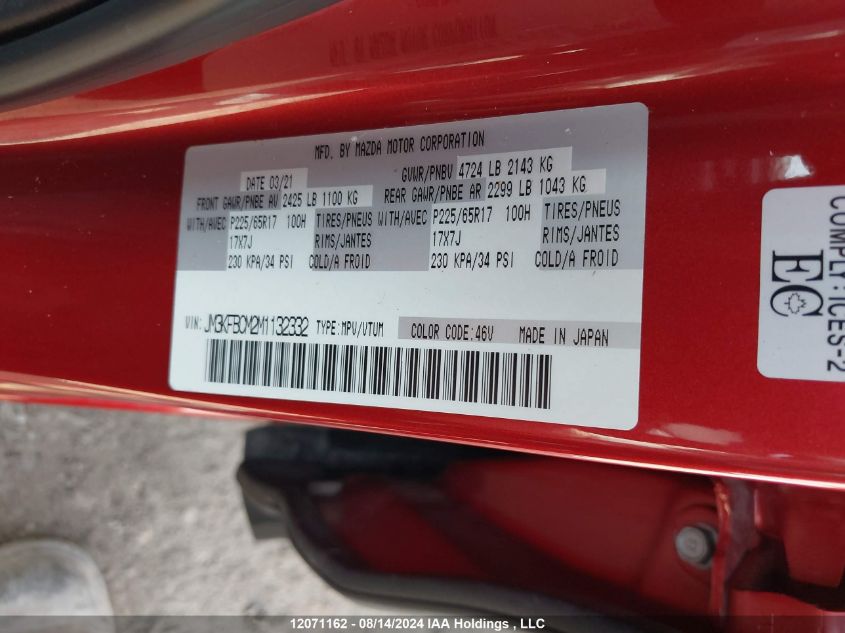 MFD. BY MAZDA MOTOR CORPORATION
DATE 03/21 GVWR/PNBV 4724 LB 2143 KG
FRONT GAWR/PNBE AV 2425 LB 1100 KG REAR GAWR/PNBE AR 2299 LB 1043 KG
WITH/AVEC P225/65R17 100H TIRES/PNEUS WITH/AVEC P225/65R17 100H TIRES/PNEUS
17X7J RIMS/JANTES 17X7J RIMS/JANTES
230 KPA/34 PSI COLD/A FROID 230 KPA/34 PSI COLD/A FROID
VIN: JM3KFBCM2M1132332 TYPE:MPV/VTUM COLOR CODE:46V MADE IN JAPAN
EC
COMPLY:ICES-2
12071162 - 08/14/2024 IAA Holdings , LLC